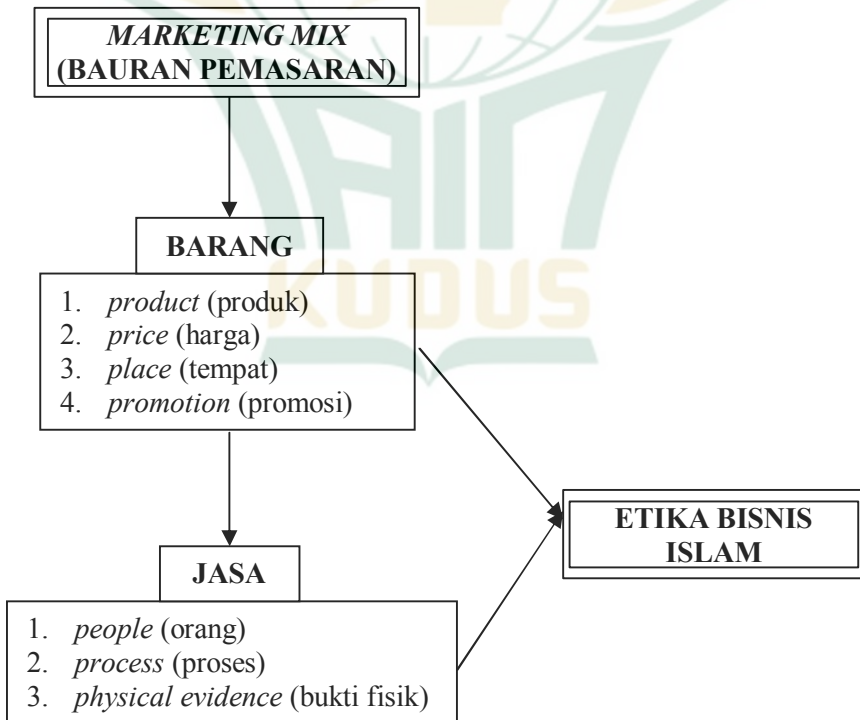 MARKETING MIX
(BAURAN PEMASARAN)
BARANG
1. product (produk)
2. price (harga)
3. place (tempat)
4. promotion (promosi)
ETIKA BISNIS
ISLAM
JASA
1. people (orang)
2. process (proses)
3. physical evidence (bukti fisik)
IAIN
KUDUS